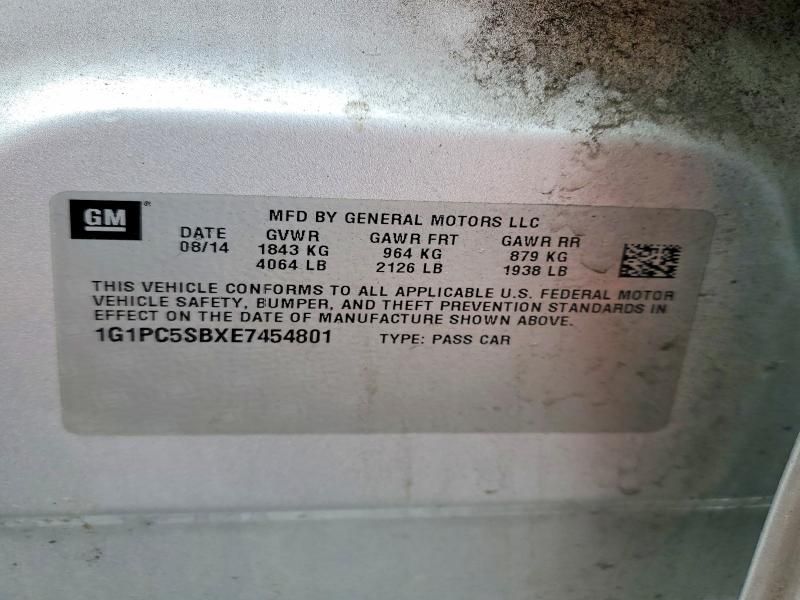 GM ®
MFD BY GENERAL MOTORS LLC
DATE GVWR GAWR FRT GAWR RR
08/14 1843 KG 964 KG 879 KG
4064 LB 2126 LB 1938 LB
THIS VEHICLE CONFORMS TO ALL APPLICABLE U.S. FEDERAL MOTOR
VEHICLE SAFETY, BUMPER, AND THEFT PREVENTION STANDARDS IN
EFFECT ON THE DATE OF MANUFACTURE SHOWN ABOVE.
1G1PC5SBXE7454801 TYPE: PASS CAR